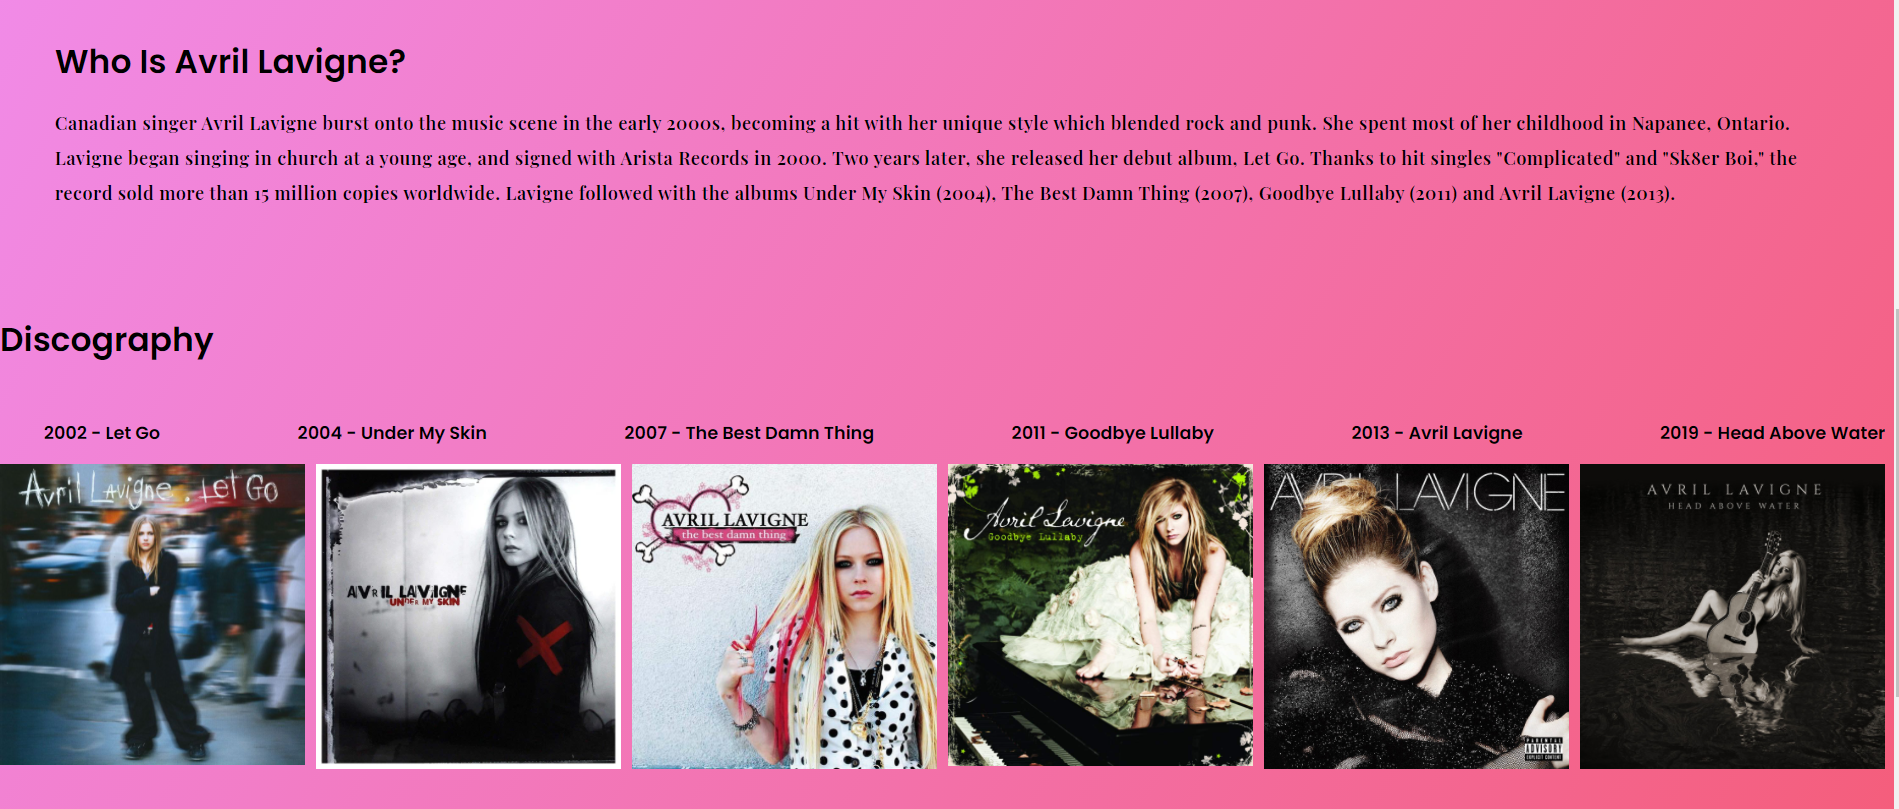 Who Is Avril Lavigne?
Canadian singer Avril Lavigne burst onto the music scene in the early 2000s, becoming a hit with her unique style which blended rock and punk. She spent most of her childhood in Napanee, Ontario.
Lavigne began singing in church at a young age, and signed with Arista Records in 2000. Two years later, she released her debut album, Let Go. Thanks to hit singles "Complicated" and "Sk8er Boi," the
record sold more than 15 million copies worldwide. Lavigne followed with the albums Under My Skin (2004), The Best Damn Thing (2007), Goodbye Lullaby (2011) and Avril Lavigne (2013).
Discography
2002 - Let Go
2004 - Under My Skin
2007 - The Best Damn Thing
2011 - Goodbye Lullaby
2013 - Avril Lavigne
2019 - Head Above Water
Avril Lavigne . Let Go
AVRIL LAVIGNE
UNDER MY SKIN
AVRIL LAVIGNE
the best damn thing
Avril Lavigne
Goodbye Lullaby
AVRIL LAVIGNE
PARENTAL
ADVISORY
EXPLICIT CONTENT
AVRIL LAVIGNE
HEAD ABOVE WATER